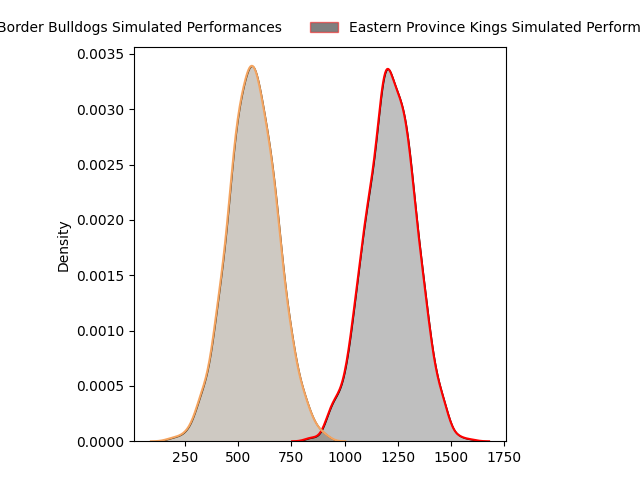 Border Bulldogs Simulated Performances
Eastern Province Kings Simulated Perform
0.0035
0.0030
0.0025
0.0020
0.0015
0.0010
0.0005
0.0000
Density
250 500 750 1000 1250 1500 1750